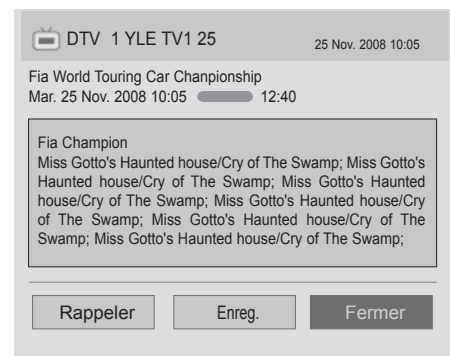 DTV 1 YLE TV1 25 25 Nov. 2008 10:05
Fia World Touring Car Chanpionship
Mar. 25 Nov. 2008 10:05 12:40
Fia Champion
Miss Gotto's Haunted house/Cry of The Swamp; Miss Gotto's
Haunted house/Cry of The Swamp; Miss Gotto's Haunted
house/Cry of The Swamp; Miss Gotto's Haunted house/Cry
of The Swamp; Miss Gotto's Haunted house/Cry of The
Swamp; Miss Gotto's Haunted house/Cry of The Swamp;
Rappeler Enreg. Fermer